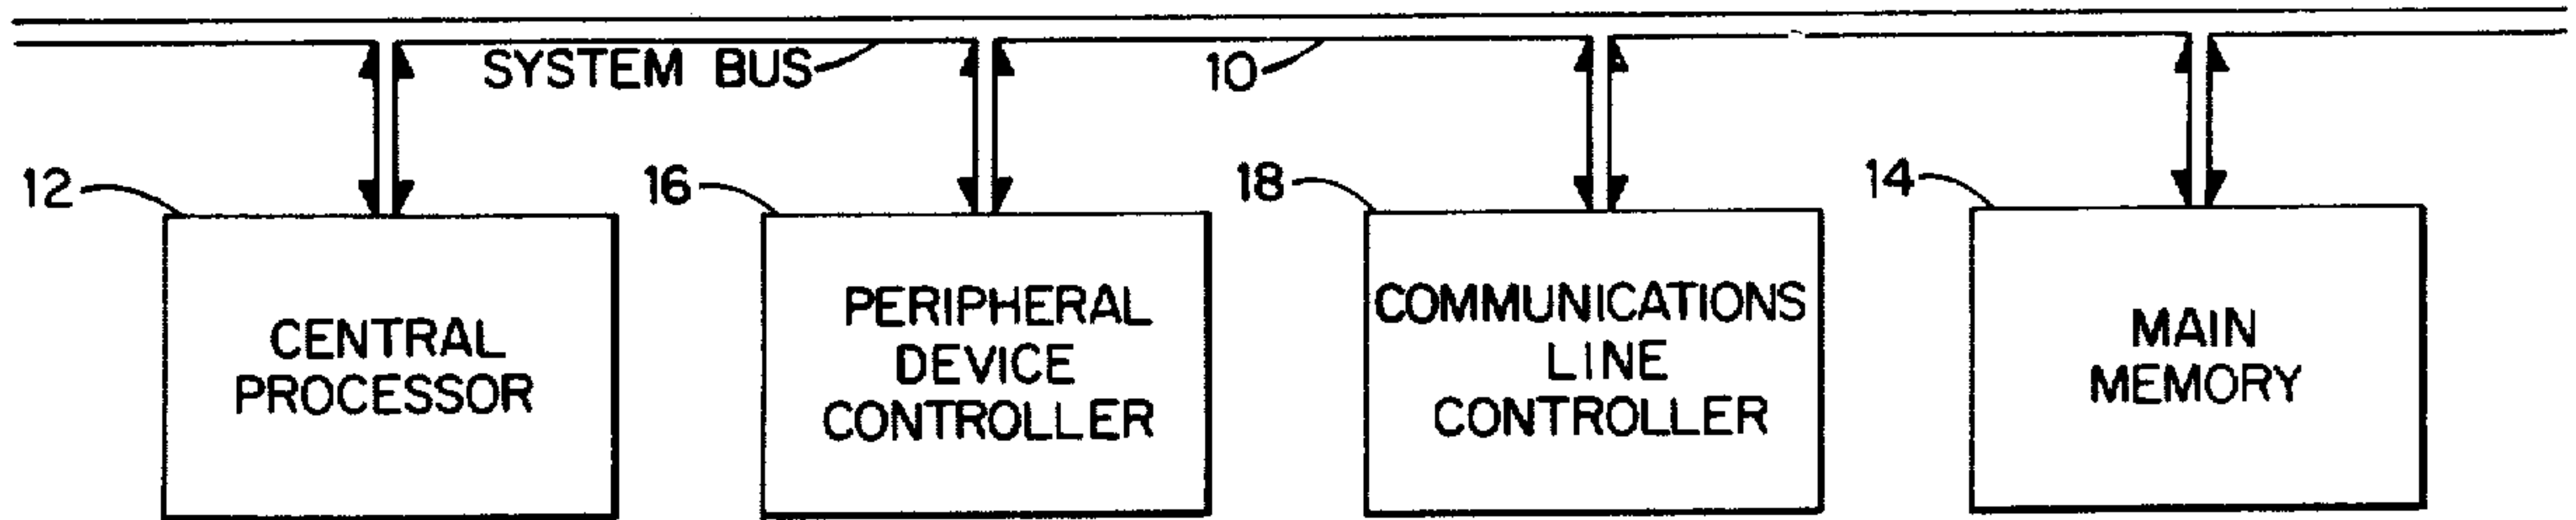 SYSTEM BUS
10
12
16
18
14
CENTRAL
PROCESSOR
PERIPHERAL
DEVICE
CONTROLLER
COMMUNICATIONS
LINE
CONTROLLER
MAIN
MEMORY